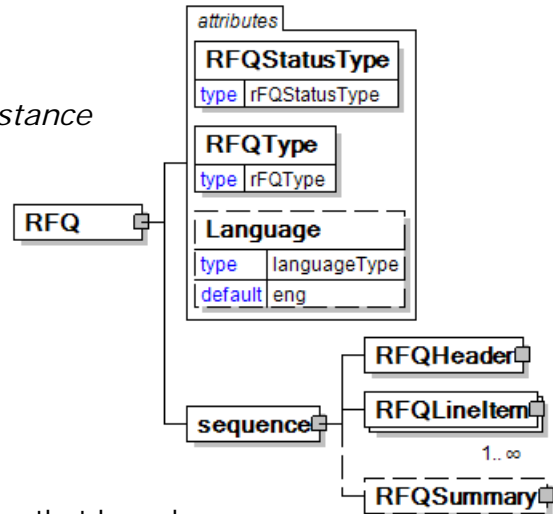 attributes
RFQStatusType
type rFQStatusType
stance
RFQType
type rFQType
RFQ
Language
type languageType
default eng
RFQHeader
RFQLineItem
sequence
1..∞
RFQSummary